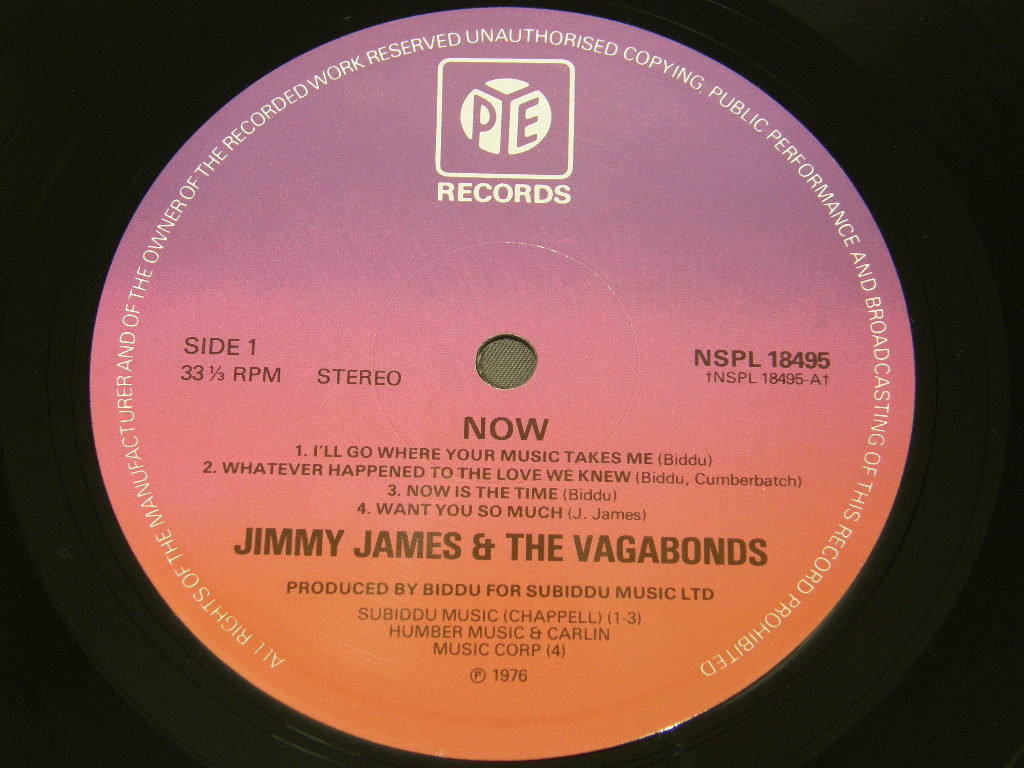 ALL RIGHTS OF THE MANUFACTURER AND OF THE OWNER OF THE RECORDED WORK RESERVED UNAUTHORISED COPYING, PUBLIC PERFORMANCE AND BROADCASTING OF THIS RECORD PROHIBITED
PYE
RECORDS
SIDE 1
33 ⅓ RPM STEREO
NSPL 18495
†NSPL 18495-A†
NOW
1. I'LL GO WHERE YOUR MUSIC TAKES ME (Biddu)
2. WHATEVER HAPPENED TO THE LOVE WE KNEW (Biddu, Cumberbatch)
3. NOW IS THE TIME (Biddu)
4. WANT YOU SO MUCH (J. James)
JIMMY JAMES & THE VAGABONDS
PRODUCED BY BIDDU FOR SUBIDDU MUSIC LTD
SUBIDDU MUSIC (CHAPPELL) (1-3)
HUMBER MUSIC & CARLIN
MUSIC CORP (4)
℗ 1976